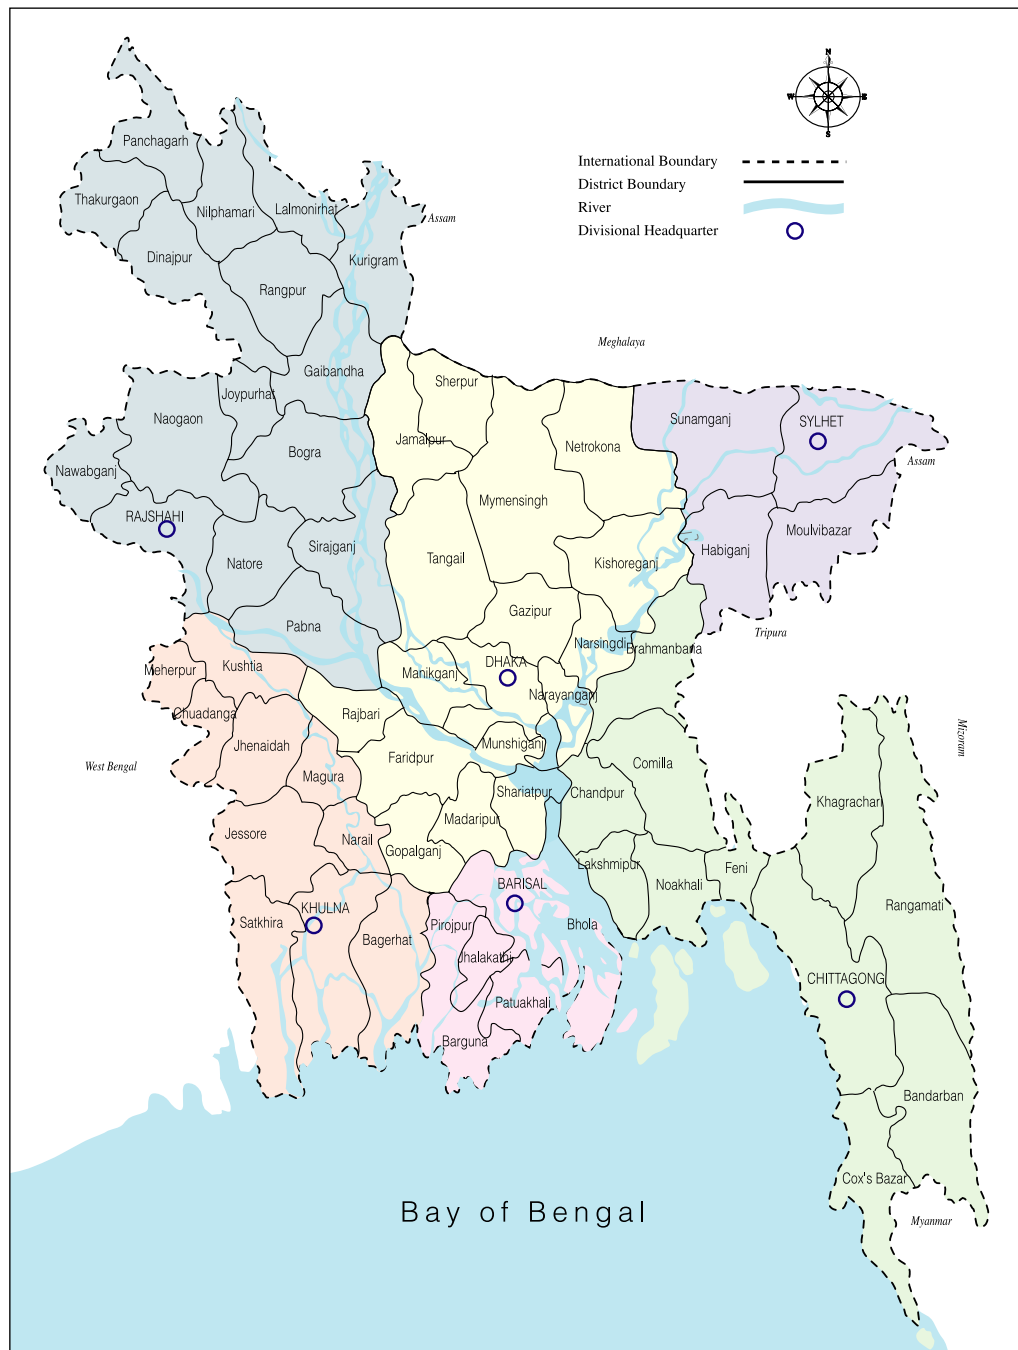 N
W E
S
International Boundary
District Boundary
River
Divisional Headquarter
Panchagarh
Thakurgaon
Nilphamari
Lalmonirhat
Assam
Dinajpur
Kurigram
Rangpur
Meghalaya
Gaibandha
Sherpur
Joypurhat
Naogaon
Sunamganj
SYLHET
Jamalpur
Netrokona
Bogra
Assam
Nawabganj
Mymensingh
RAJSHAHI
Moulvibazar
Sirajganj
Habiganj
Tangail
Natore
Kishoreganj
Gazipur
Pabna
Tripura
Narsingdi
Brahmanbaria
DHAKA
Kushtia
Meherpur
Manikganj
Narayanganj
Chuadanga
Rajbari
Mizoram
Jhenaidah
Munshiganj
Faridpur
West Bengal
Comilla
Magura
Shariatpur
Chandpur
Khagrachari
Madaripur
Jessore
Narail
Gopalganj
Lakshmipur
Feni
BARISAL
Noakhali
Rangamati
KHULNA
Satkhira
Pirojpur
Bhola
Bagerhat
Jhalakathi
CHITTAGONG
Patuakhali
Barguna
Bandarban
Cox's Bazar
Bay of Bengal
Myanmar